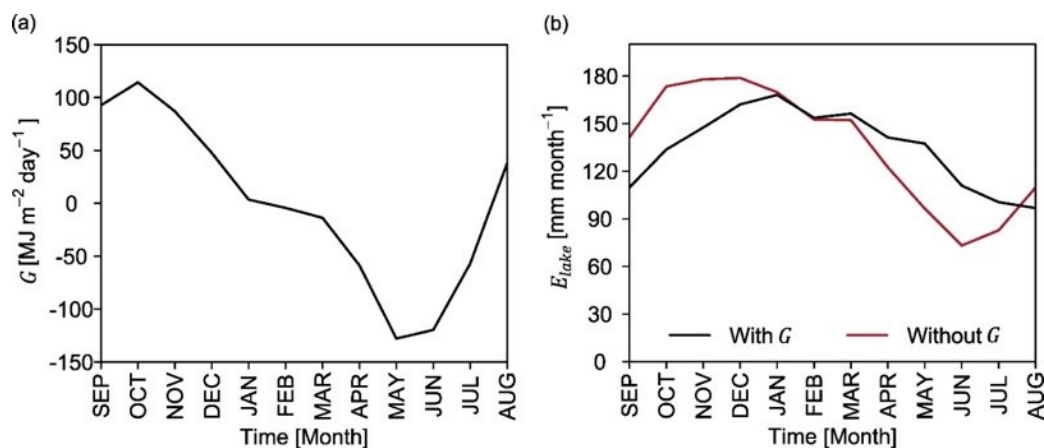 (a)
150
100
50
0
-50
-100
-150
G [MJ m⁻² day⁻¹]
SEP OCT NOV DEC JAN FEB MAR APR MAY JUN JUL AUG
Time [Month]
(b)
180
150
120
90
60
30
0
E_lake [mm month⁻¹]
With G Without G
SEP OCT NOV DEC JAN FEB MAR APR MAY JUN JUL AUG
Time [Month]